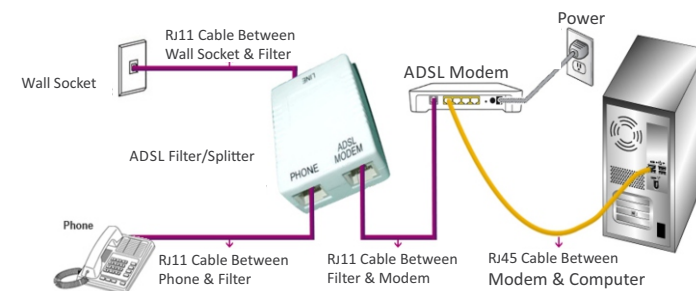 Power
RJ11 Cable Between
Wall Socket & Filter
ADSL Modem
Wall Socket
LINE
ADSL Filter/Splitter
PHONE
ADSL
MODEM
Phone
RJ11 Cable Between
Phone & Filter
RJ11 Cable Between
Filter & Modem
RJ45 Cable Between
Modem & Computer